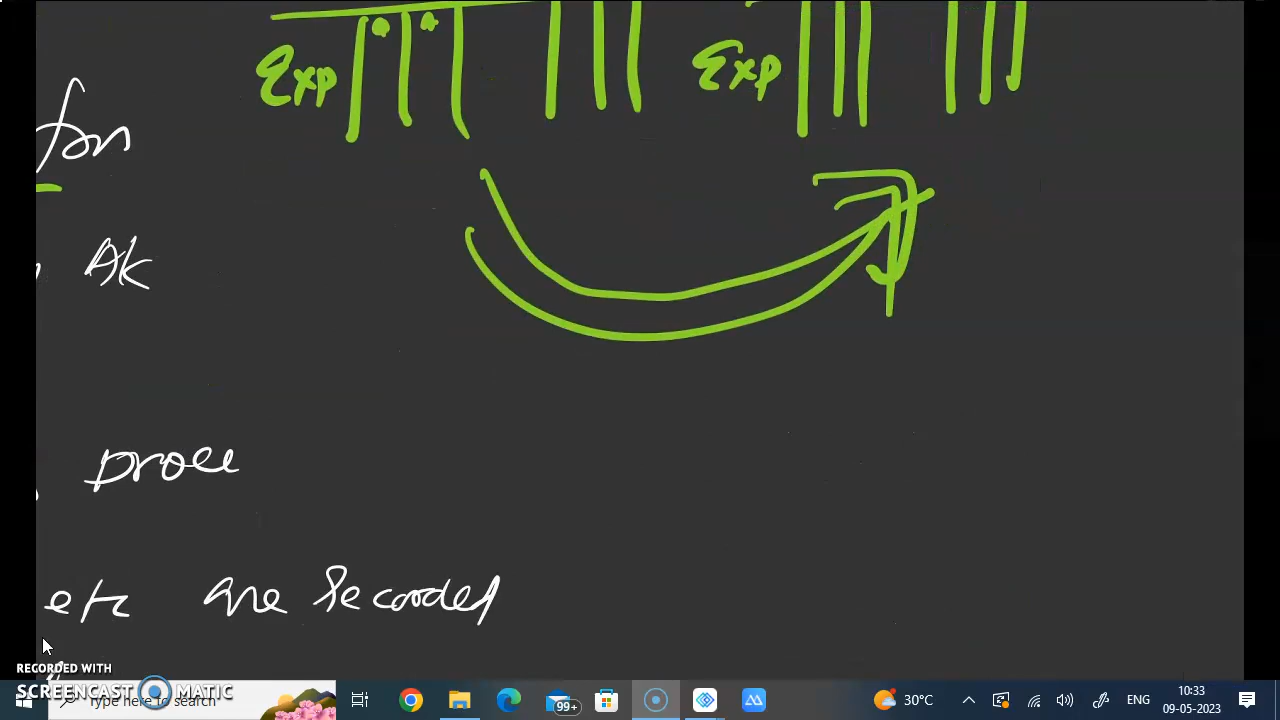 Exp Exp
for
AK
etc are recorded
RECORDED WITH
SCREENCAST MATIC
Type here to search
99+
30°C
ENG
10:33
09-05-2023